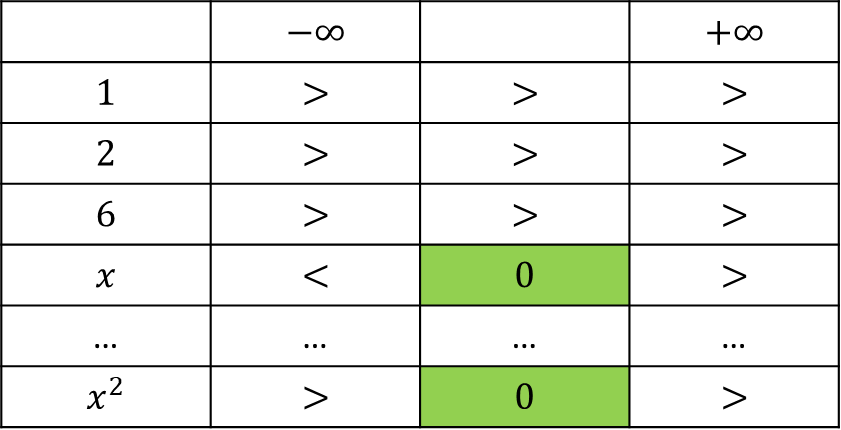 −∞ +∞
1 > > >
2 > > >
6 > > >
𝑥 < 0 >
... ... ... ...
𝑥² > 0 >